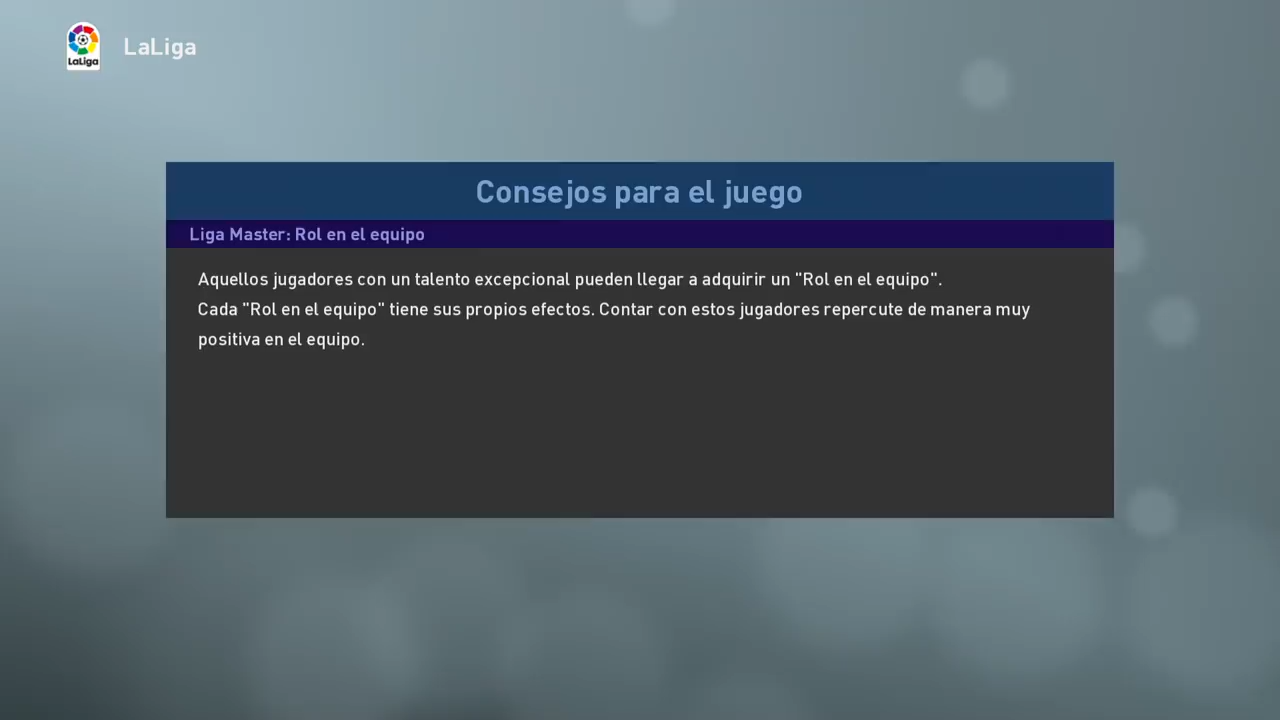 LaLiga
LaLiga
Consejos para el juego
Liga Master: Rol en el equipo
Aquellos jugadores con un talento excepcional pueden llegar a adquirir un "Rol en el equipo".
Cada "Rol en el equipo" tiene sus propios efectos. Contar con estos jugadores repercute de manera muy
positiva en el equipo.